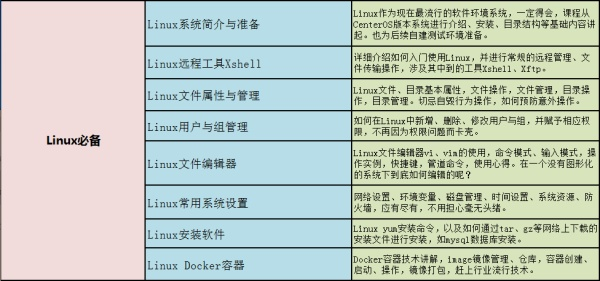 Linux必备
Linux系统简介与准备
Linux作为现在最流行的软件环境系统，一定得会，课程从
CenterOS版本系统进行介绍、安装、目录结构等基础内容讲
起。也为后续自建测试环境准备。
Linux远程工具Xshell
详细介绍如何入门使用Linux，并进行常规的远程管理、文
件传输操作，涉及其中到的工具Xshell、Xftp。
Linux文件属性与管理
Linux文件、目录基本属性，文件操作，文件管理，目录操
作，目录管理。切忌自毁行为操作，如何预防意外操作。
Linux用户与组管理
如何在Linux中新增、删除、修改用户与组，并赋予相应权
限，不再因为权限问题而卡壳。
Linux文件编辑器
Linux文件编辑器vi、vim的使用，命令模式、输入模式，操
作实例，快捷键，管道命令，使用心得。在一个没有图形化
的系统下到底如何编辑的呢？
Linux常用系统设置
网络设置、环境变量、磁盘管理、时间设置、系统资源、防
火墙，应有尽有，不用担心毫无头绪。
Linux安装软件
Linux yum安装命令，以及如何通过tar、gz等网络上下载的
安装文件进行安装，如mysql数据库安装。
Linux Docker容器
Docker容器技术讲解，image镜像管理、仓库，容器创建、
启动、操作，镜像打包，赶上行业流行技术。